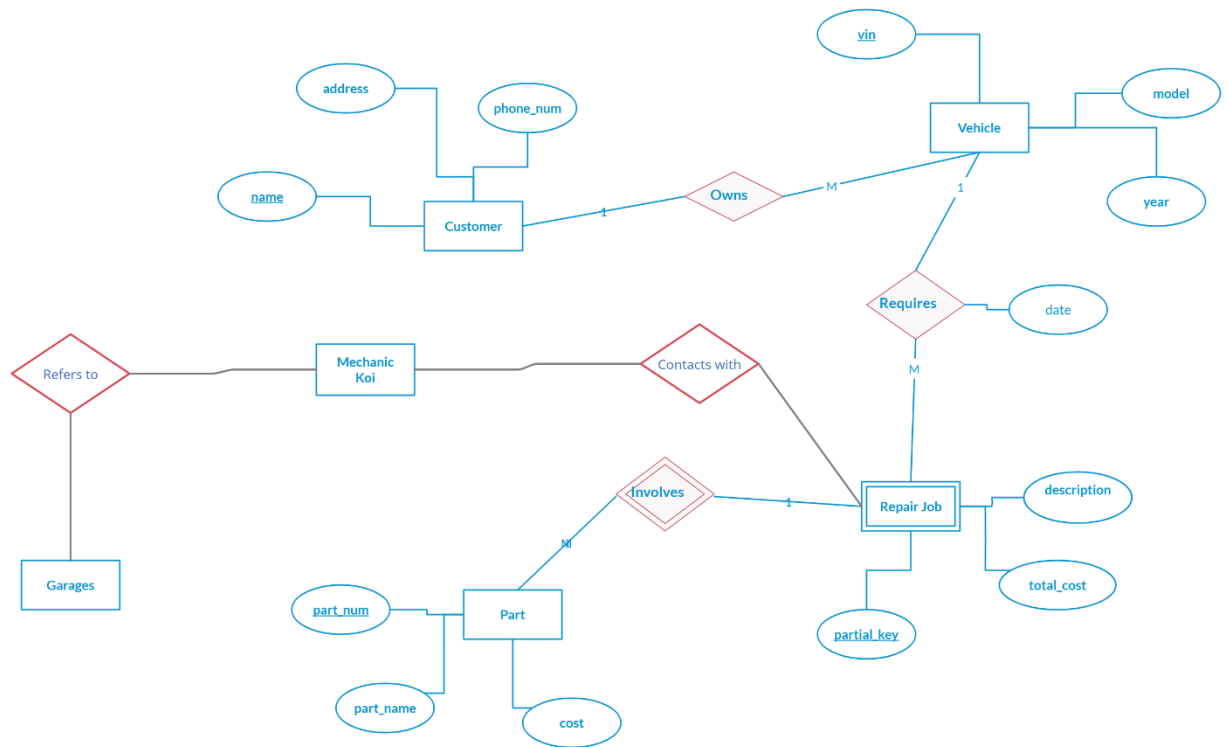 vin
address
model
phone_num
Vehicle
name
Owns
M
1
year
1
Customer
Requires
date
Mechanic
Koi
Contacts with
Refers to
M
Involves
description
1
Repair Job
Garages
total_cost
part_num
Part
partial_key
part_name
cost